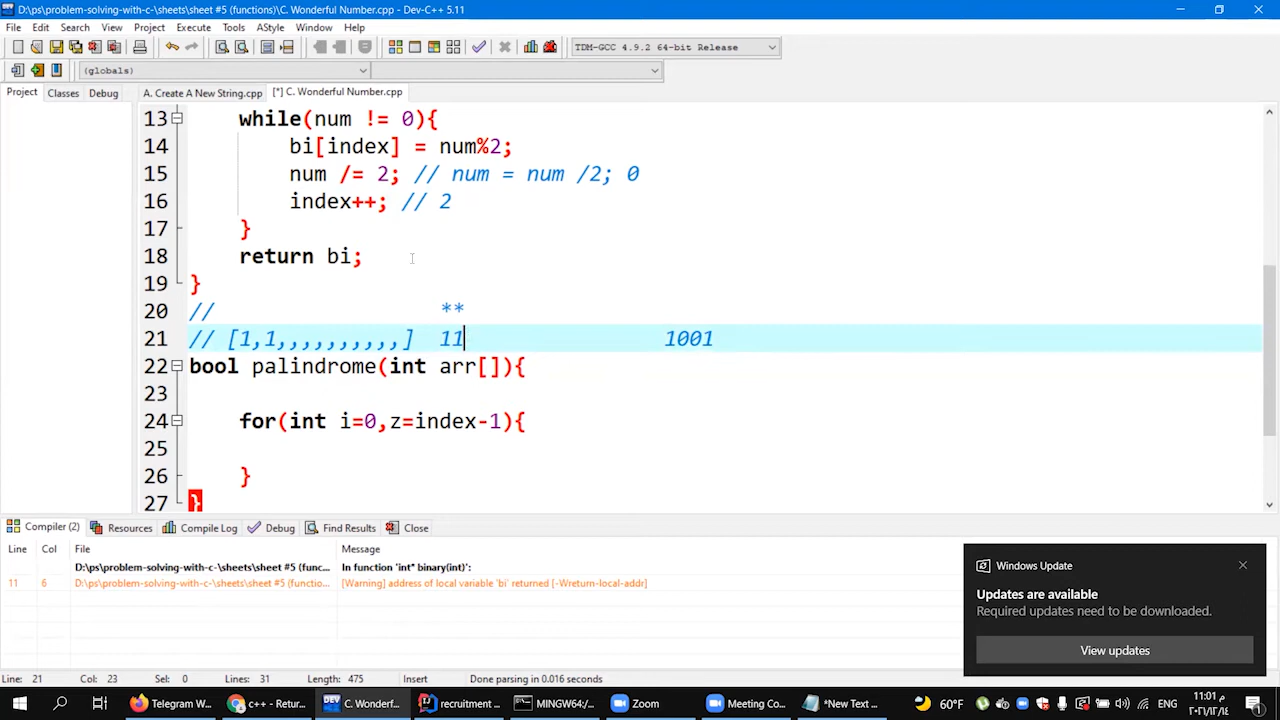 D:\ps\problem-solving-with-c-\sheets\sheet #5 (functions)\C. Wonderful Number.cpp - Dev-C++ 5.11
File Edit Search View Project Execute Tools AStyle Window Help
TDM-GCC 4.9.2 64-bit Release
(globals)
Project Classes Debug A. Create A New String.cpp [*] C. Wonderful Number.cpp
13 while(num != 0){
14 bi[index] = num%2;
15 num /= 2; // num = num /2; 0
16 index++; // 2
17 }
18 return bi;
19 }
20 // **
21 // [1,1,,,,,,,,,,] 11 1001
22 bool palindrome(int arr[]){
23
24 for(int i=0,z=index-1){
25
26 }
27 }
Compiler (2) Resources Compile Log Debug Find Results Close
Line Col File Message
D:\ps\problem-solving-with-c-\sheets\sheet #5 (func... In function 'int* binary(int)':
11 6 D:\ps\problem-solving-with-c-\sheets\sheet #5 (functio... [Warning] address of local variable 'bi' returned [-Wreturn-local-addr]
Windows Update
Updates are available
Required updates need to be downloaded.
View updates
Line: 21 Col: 23 Sel: 0 Lines: 31 Length: 475 Insert Done parsing in 0.016 seconds
Telegram W... c++ - Retur... C. Wonderf... recruitment ... MINGW64:/... Zoom Meeting Co... *New Text ... 60°F ENG 11:01
٢٠٢١/١٢/١٤